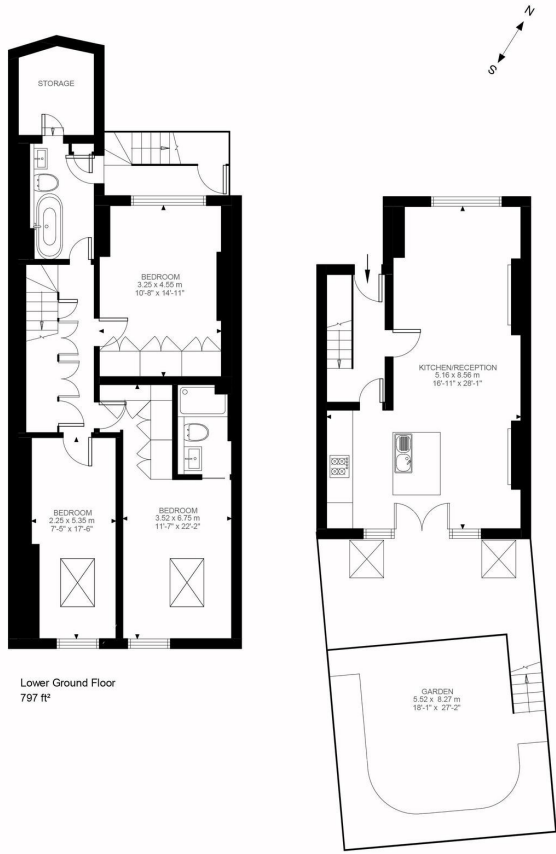 N
S
STORAGE
BEDROOM
3.25 x 4.55 m
10'-8" x 14'-11"
KITCHEN/RECEPTION
5.16 x 8.56 m
16'-11" x 28'-1"
BEDROOM
2.25 x 5.35 m
7'-5" x 17'-6"
BEDROOM
3.52 x 6.75 m
11'-7" x 22'-2"
Lower Ground Floor
797 ft²
GARDEN
5.52 x 8.27 m
18'-1" x 27'-2"